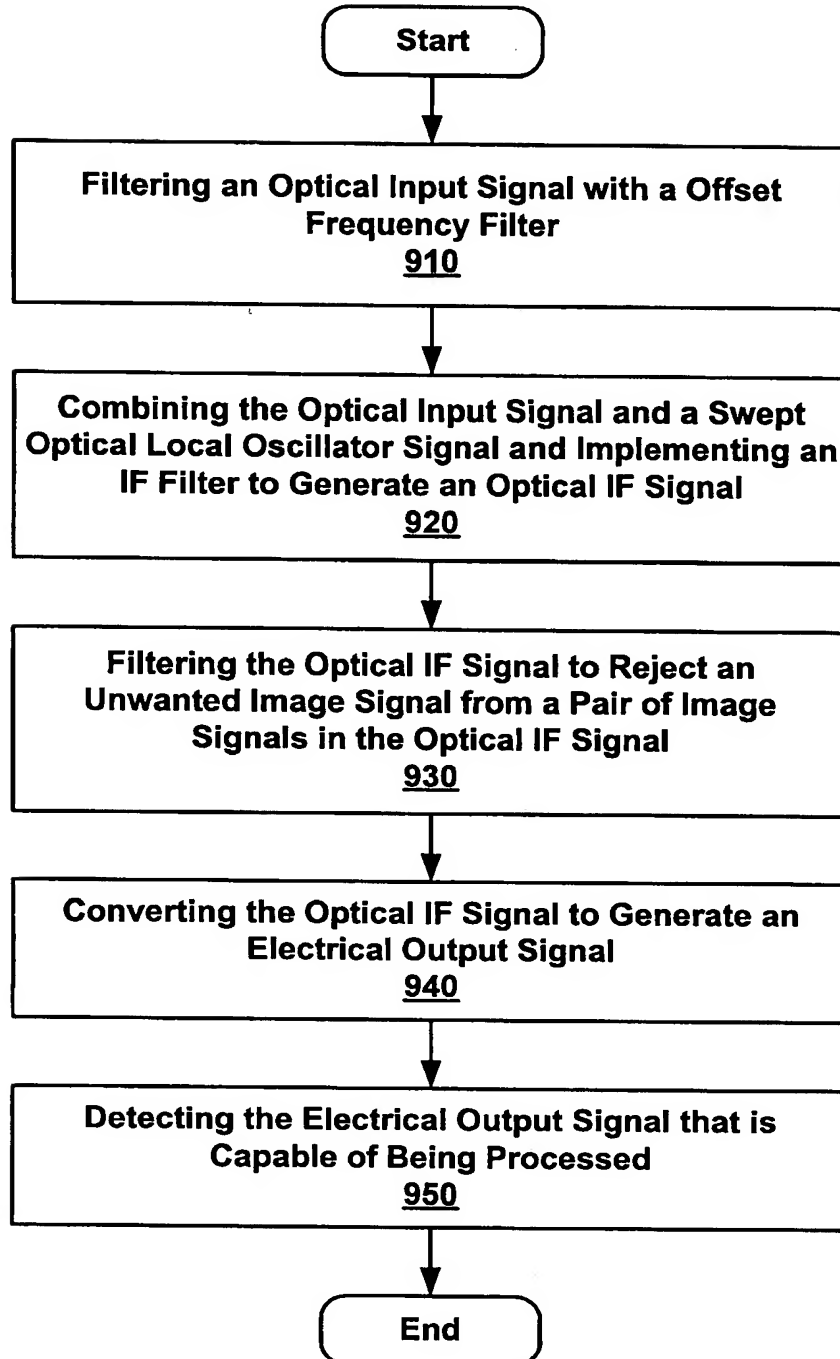 Start
Filtering an Optical Input Signal with a Offset
Frequency Filter
910
Combining the Optical Input Signal and a Swept
Optical Local Oscillator Signal and Implementing an
IF Filter to Generate an Optical IF Signal
920
Filtering the Optical IF Signal to Reject an
Unwanted Image Signal from a Pair of Image
Signals in the Optical IF Signal
930
Converting the Optical IF Signal to Generate an
Electrical Output Signal
940
Detecting the Electrical Output Signal that is
Capable of Being Processed
950
End